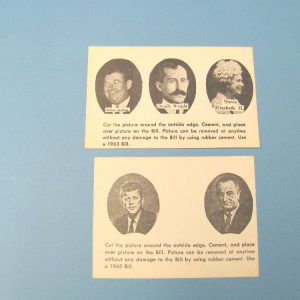 Orville Wright
Queen
Elizabeth II
Cut the picture around the outside edge. Cement, and place
over picture on the Bill. Picture can be removed at anytime
without any damage to the Bill by using rubber cement. Use
a 1963 Bill.
Cut the picture around the outside edge. Cement, and place
over picture on the Bill. Picture can be removed at anytime
without any damage to the Bill by using rubber cement. Use
a 1963 Bill.